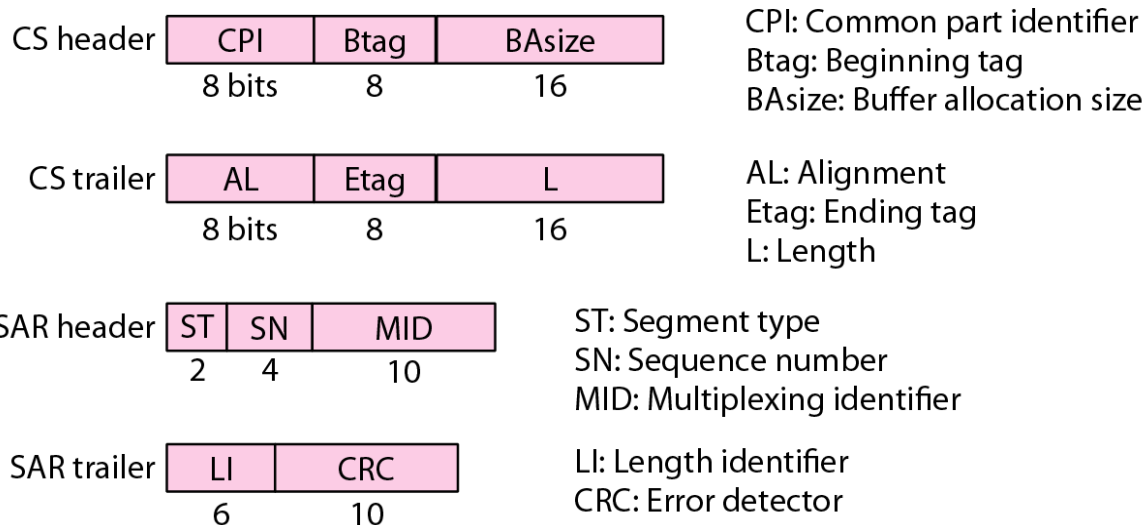 CS header CPI Btag BAsize
8 bits 8 16
CPI: Common part identifier
Btag: Beginning tag
BAsize: Buffer allocation size
CS trailer AL Etag L
8 bits 8 16
AL: Alignment
Etag: Ending tag
L: Length
SAR header ST SN MID
2 4 10
ST: Segment type
SN: Sequence number
MID: Multiplexing identifier
SAR trailer LI CRC
6 10
LI: Length identifier
CRC: Error detector